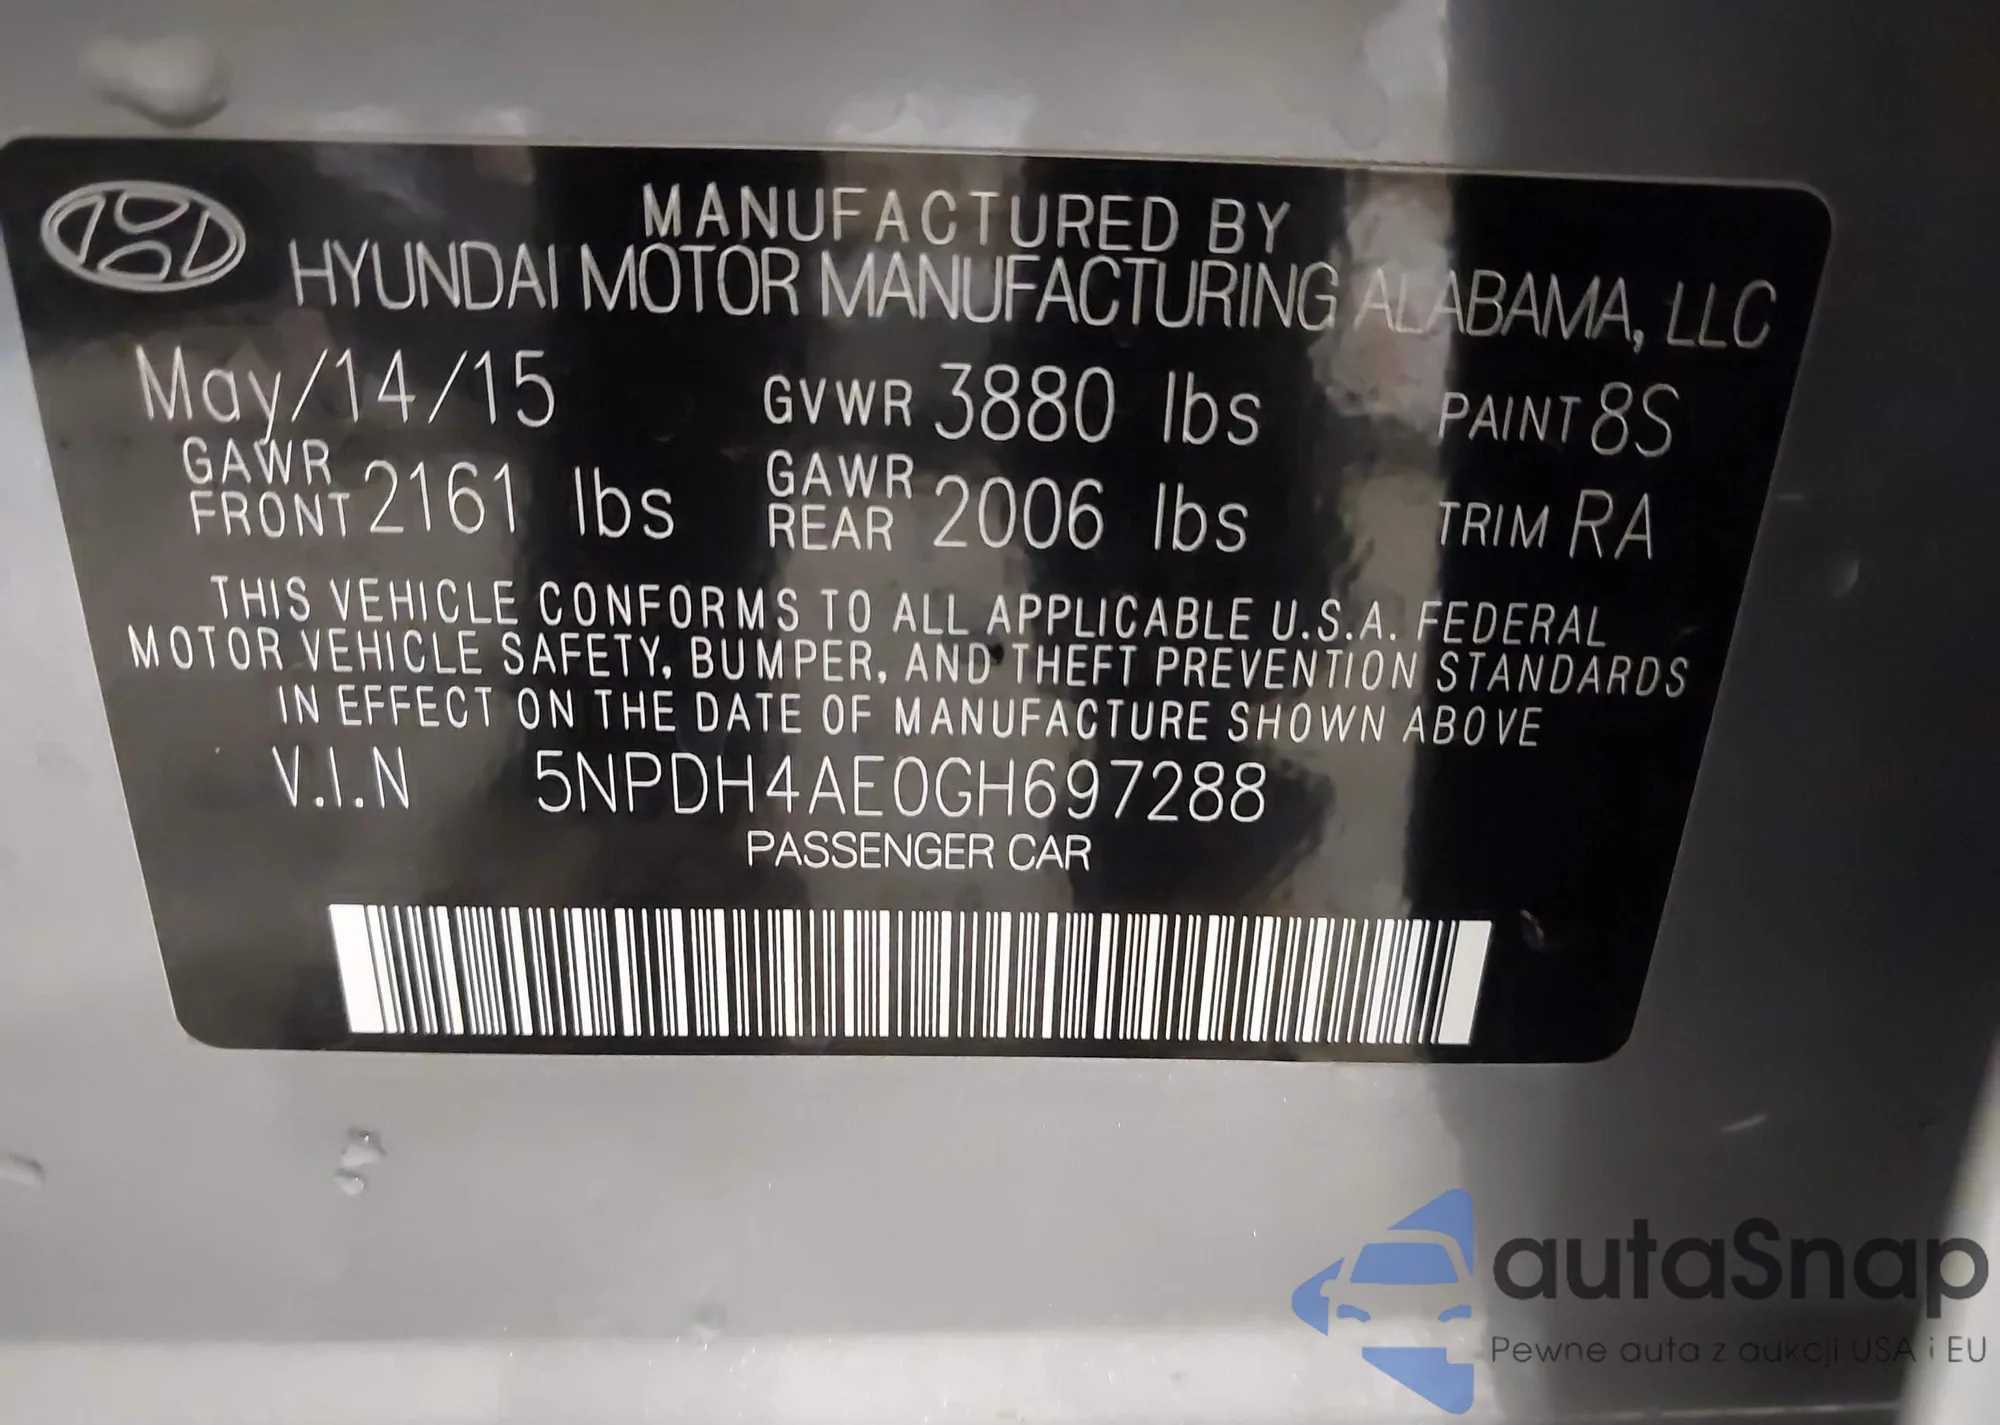 MANUFACTURED BY
HYUNDAI MOTOR MANUFACTURING ALABAMA, LLC
May/14/15 GVWR 3880 lbs PAINT 8S
GAWR FRONT 2161 lbs GAWR REAR 2006 lbs TRIM RA
THIS VEHICLE CONFORMS TO ALL APPLICABLE U.S.A. FEDERAL
MOTOR VEHICLE SAFETY, BUMPER, AND THEFT PREVENTION STANDARDS
IN EFFECT ON THE DATE OF MANUFACTURE SHOWN ABOVE
V.I.N 5NPDH4AE0GH697288
PASSENGER CAR
autaSnap
Pewne auta z aukcji USA i EU